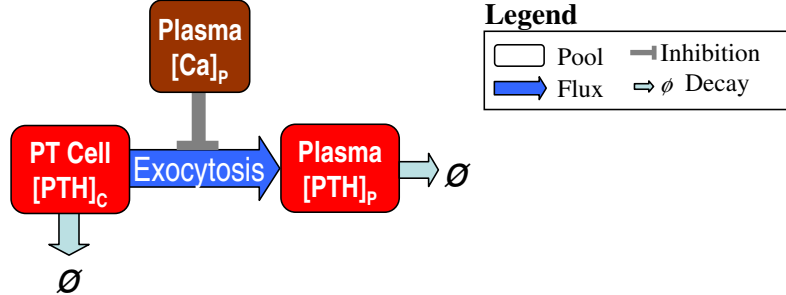 Plasma
[Ca]P
PT Cell
[PTH]C
Exocytosis
Plasma
[PTH]P
Ø
Ø
Legend
Pool
Inhibition
Flux
ϕ Decay